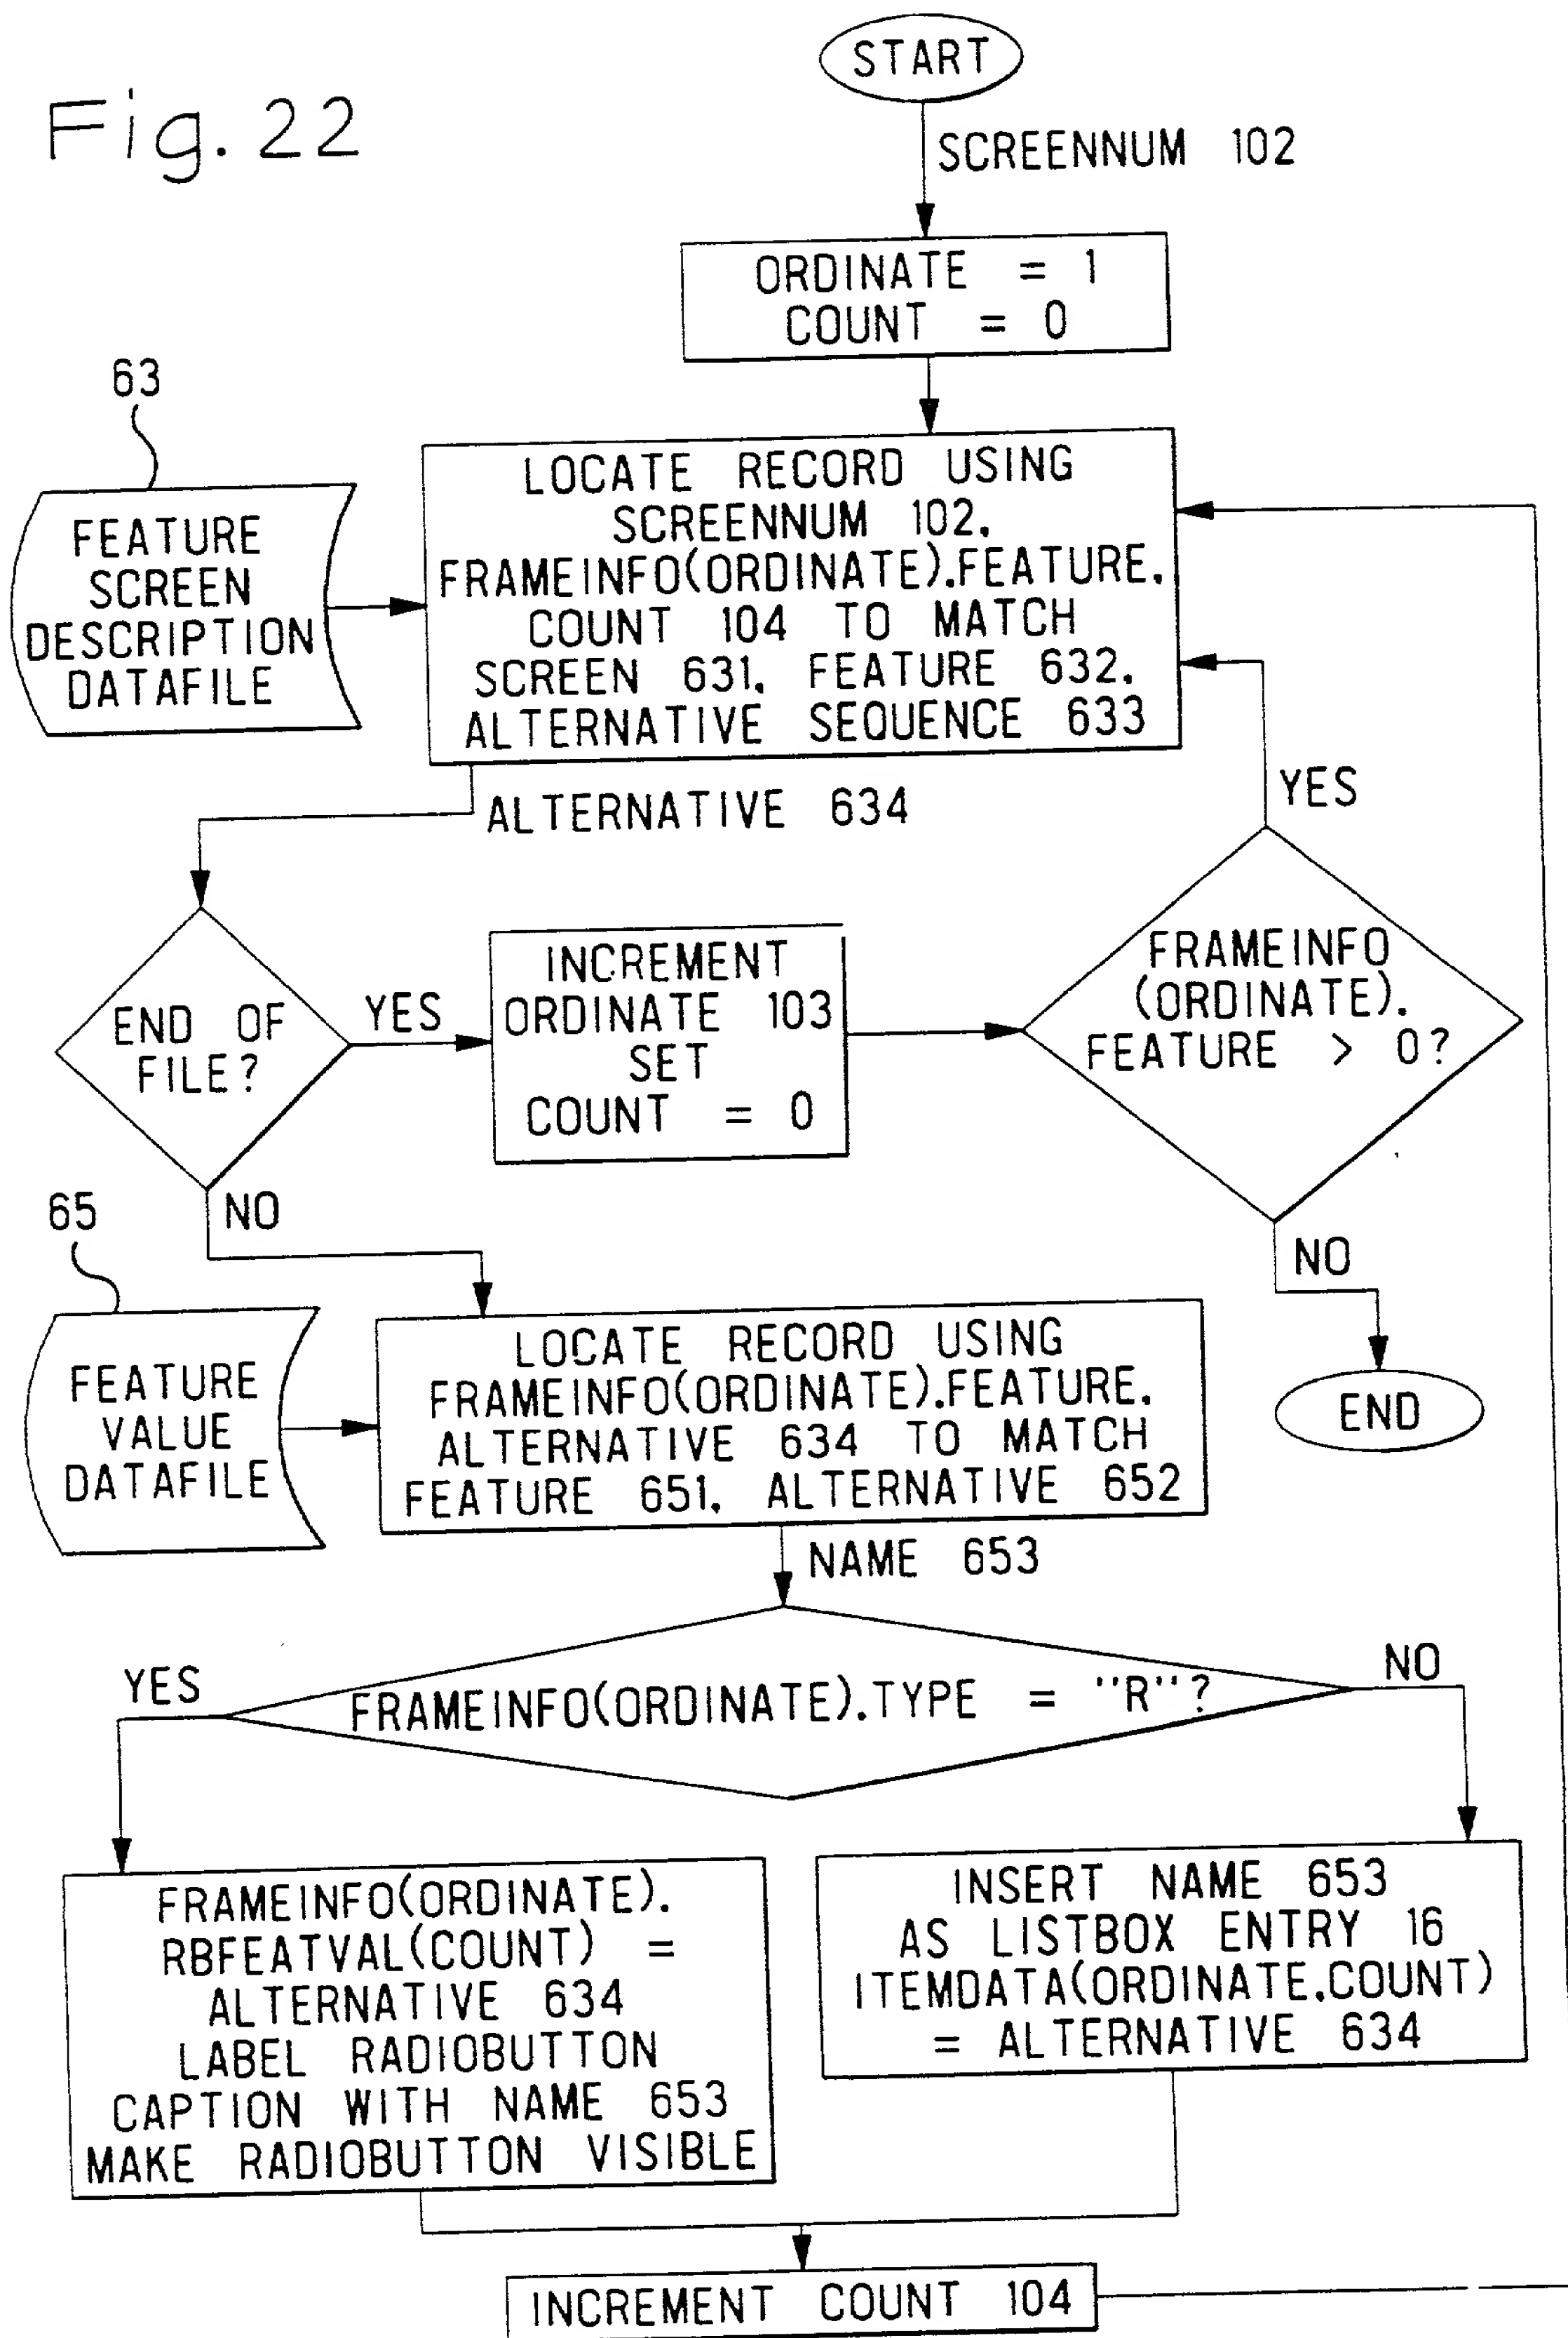 Fig. 22
START
SCREENNUM 102
ORDINATE = 1
COUNT = 0
63
FEATURE
SCREEN
DESCRIPTION
DATAFILE
LOCATE RECORD USING
SCREENNUM 102,
FRAMEINFO(ORDINATE).FEATURE,
COUNT 104 TO MATCH
SCREEN 631, FEATURE 632,
ALTERNATIVE SEQUENCE 633
ALTERNATIVE 634
YES
END OF
FILE?
YES
INCREMENT
ORDINATE 103
SET
COUNT = 0
FRAMEINFO
(ORDINATE).
FEATURE > 0?
NO
NO
END
65
FEATURE
VALUE
DATAFILE
LOCATE RECORD USING
FRAMEINFO(ORDINATE).FEATURE,
ALTERNATIVE 634 TO MATCH
FEATURE 651, ALTERNATIVE 652
NAME 653
YES
FRAMEINFO(ORDINATE).TYPE = "R"?
NO
FRAMEINFO(ORDINATE).
RBFEATVAL(COUNT) =
ALTERNATIVE 634
LABEL RADIOBUTTON
CAPTION WITH NAME 653
MAKE RADIOBUTTON VISIBLE
INSERT NAME 653
AS LISTBOX ENTRY 16
ITEMDATA(ORDINATE,COUNT)
= ALTERNATIVE 634
INCREMENT COUNT 104